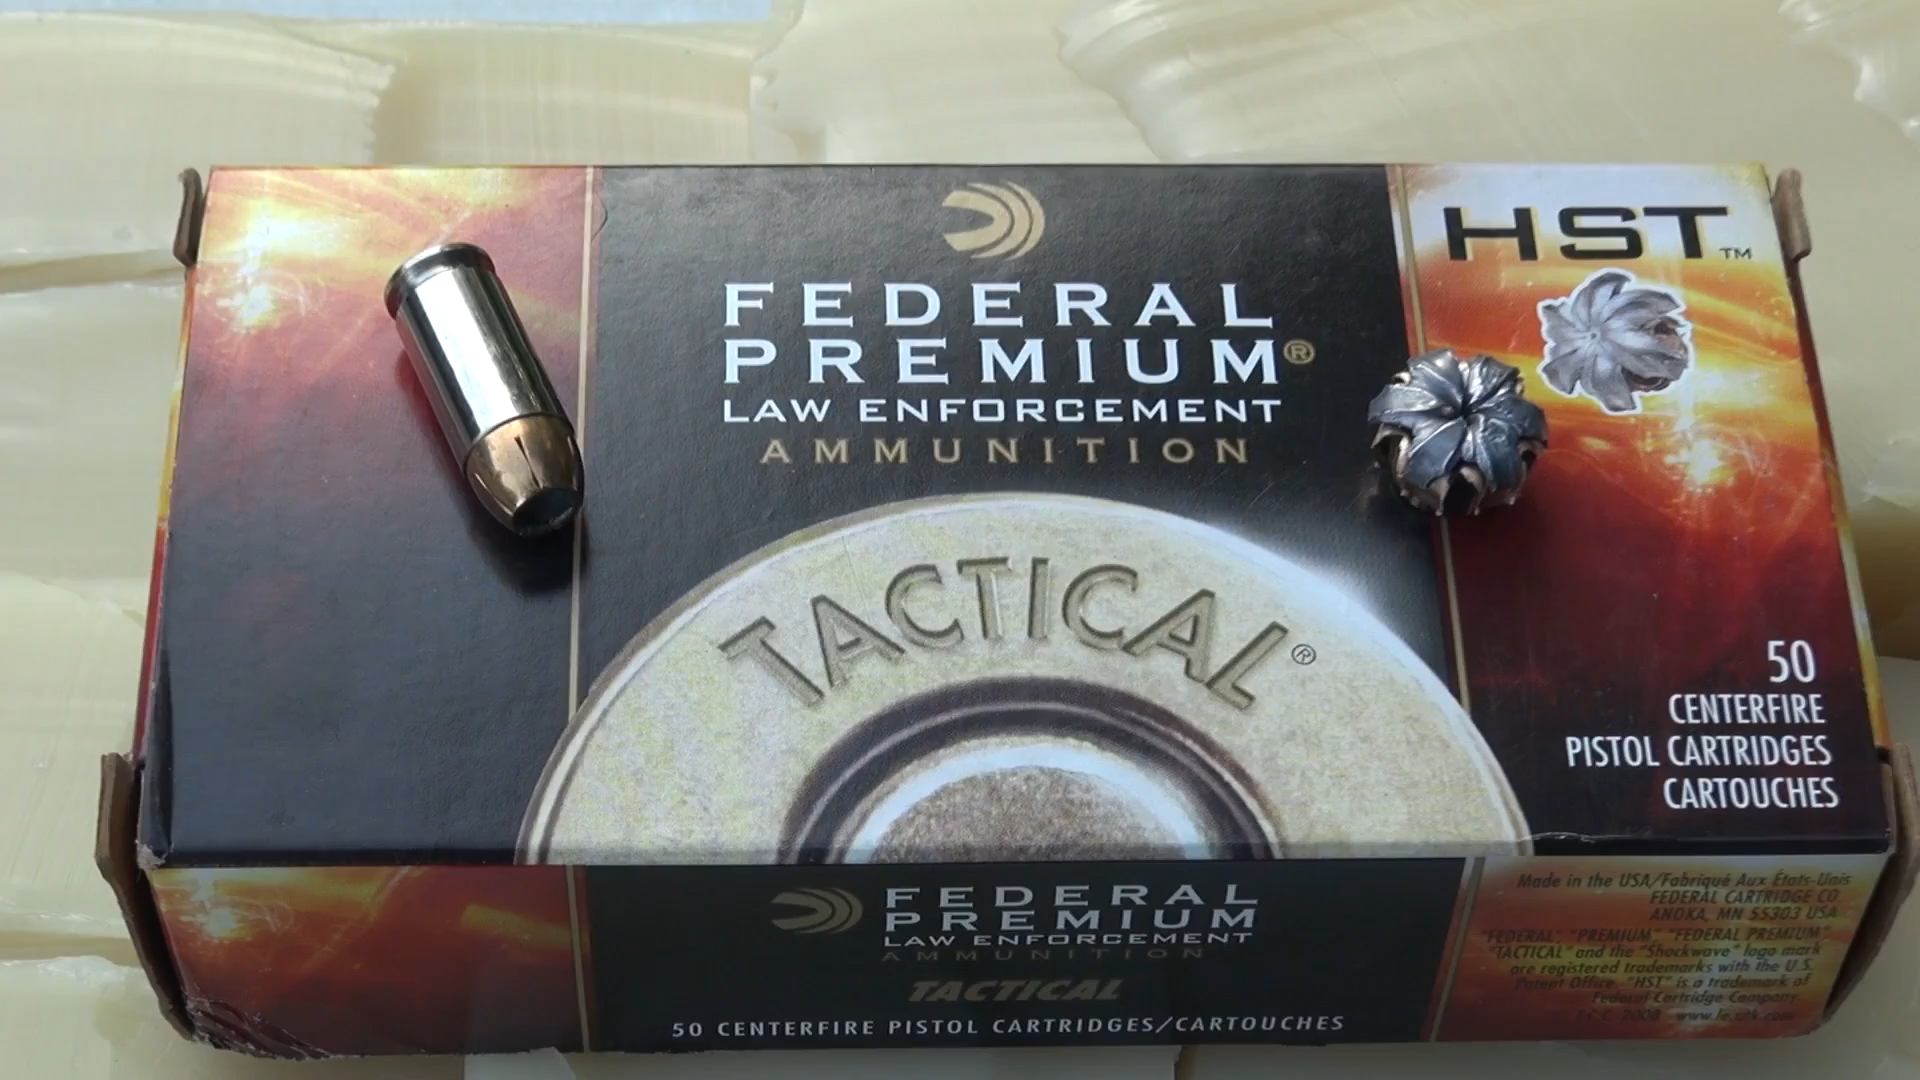 FEDERAL
PREMIUM®
LAW ENFORCEMENT
AMMUNITION
HST™
TACTICAL®
50
CENTERFIRE
PISTOL CARTRIDGES
CARTOUCHES
FEDERAL
PREMIUM
LAW ENFORCEMENT
AMMUNITION
TACTICAL
50 CENTERFIRE PISTOL CARTRIDGES/CARTOUCHES
Made in the USA/Fabriqué Aux États-Unis
FEDERAL CARTRIDGE CO.
ANOKA, MN 55303 USA
"FEDERAL," "PREMIUM," "FEDERAL PREMIUM"
"TACTICAL" and the "Shockwave" logo mark
are registered trademarks with the U.S.
Patent Office. "HST" is a trademark of
Federal Cartridge Company.
2008